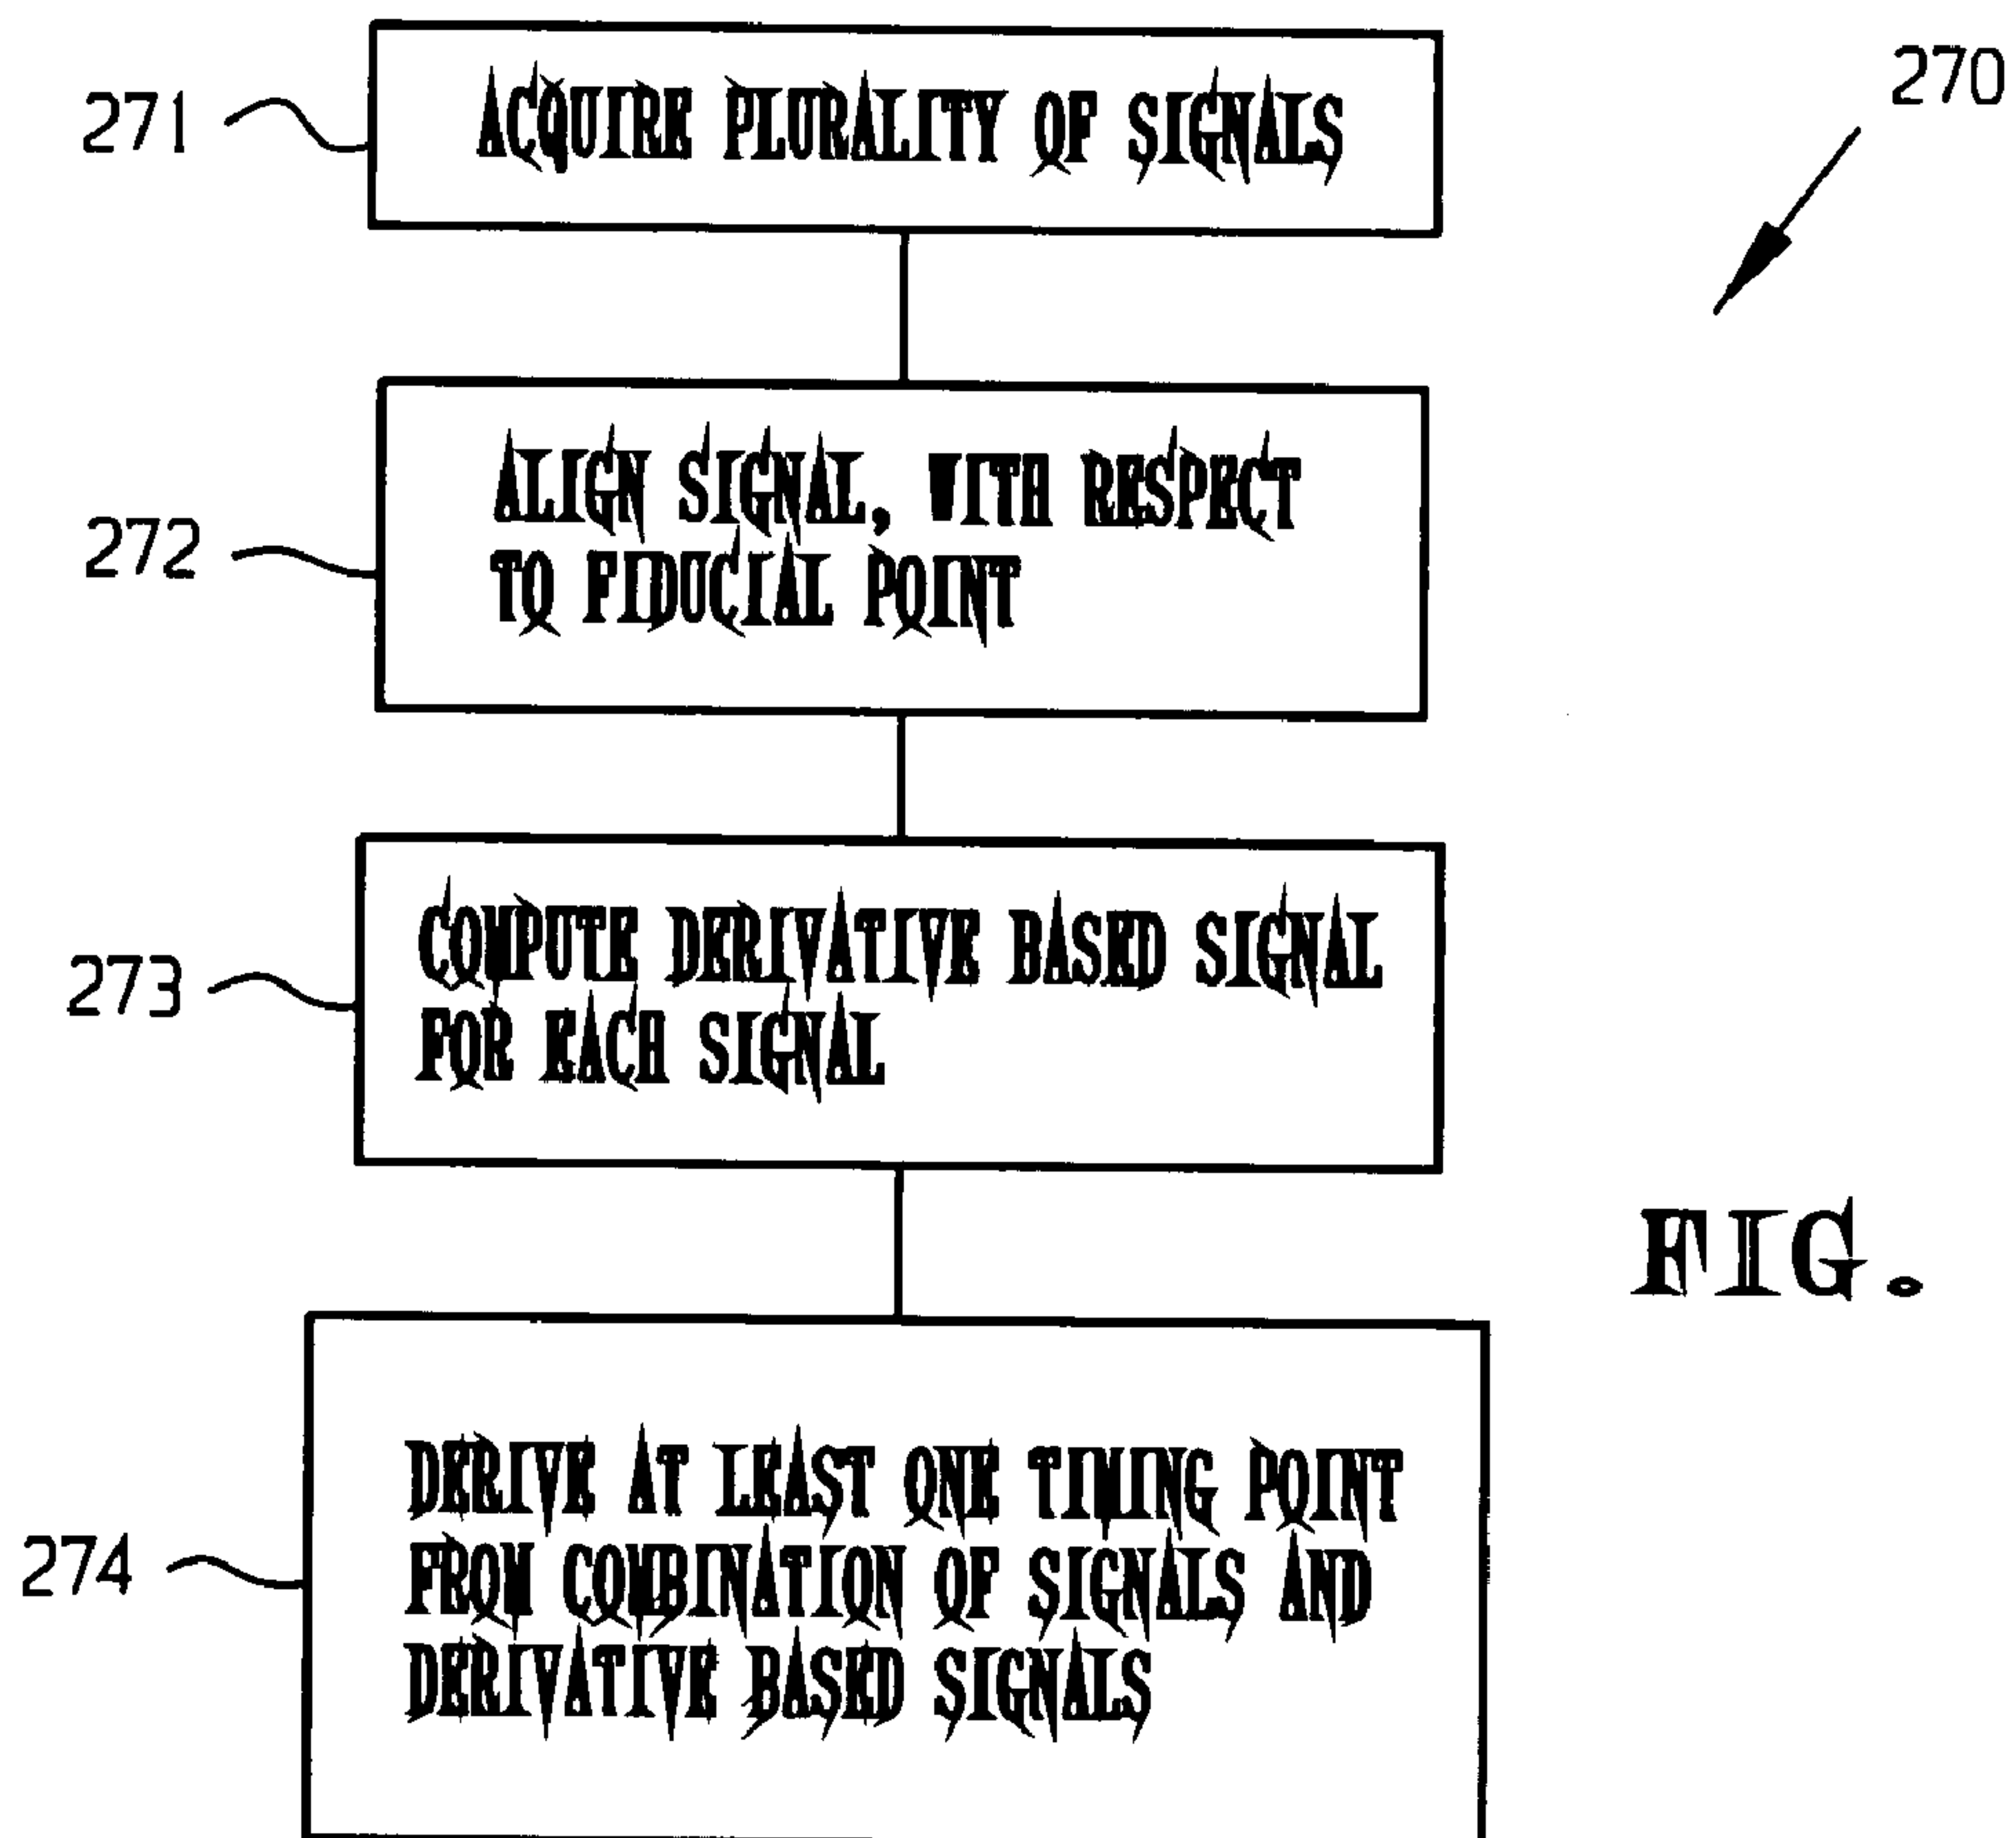 270
271
ACQUIRE PLURALITY OF SIGNALS
272
ALIGN SIGNAL, WITH RESPECT
TO FIDUCIAL POINT
273
COMPUTE DERIVATIVE BASED SIGNAL
FOR EACH SIGNAL
FIG.
274
DERIVE AT LEAST ONE TIMING POINT
FROM COMBINATION OF SIGNALS AND
DERIVATIVE BASED SIGNALS